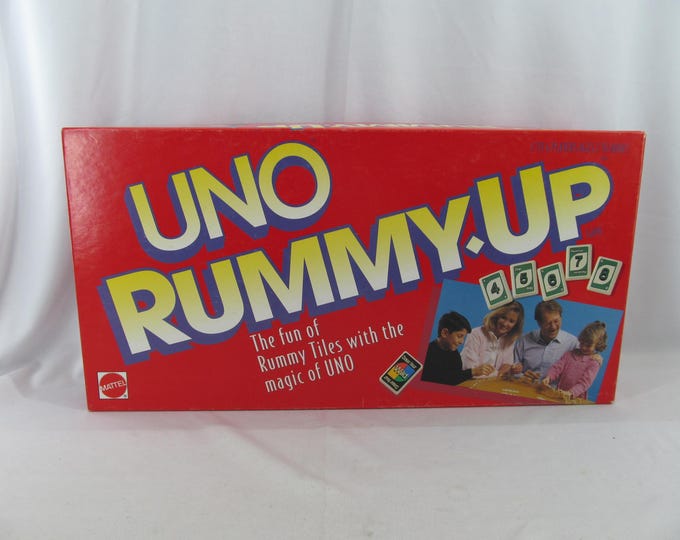 UNO
RUMMY·UP
The fun of
Rummy Tiles with the
magic of UNO
4 5 6 7 8
MATTEL